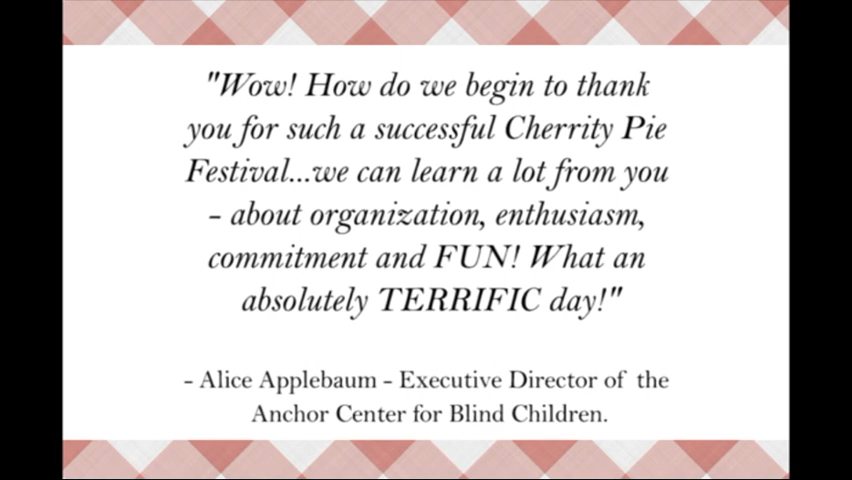 "Wow! How do we begin to thank
you for such a successful Cherrity Pie
Festival...we can learn a lot from you
- about organization, enthusiasm,
commitment and FUN! What an
absolutely TERRIFIC day!"
- Alice Applebaum - Executive Director of the
Anchor Center for Blind Children.